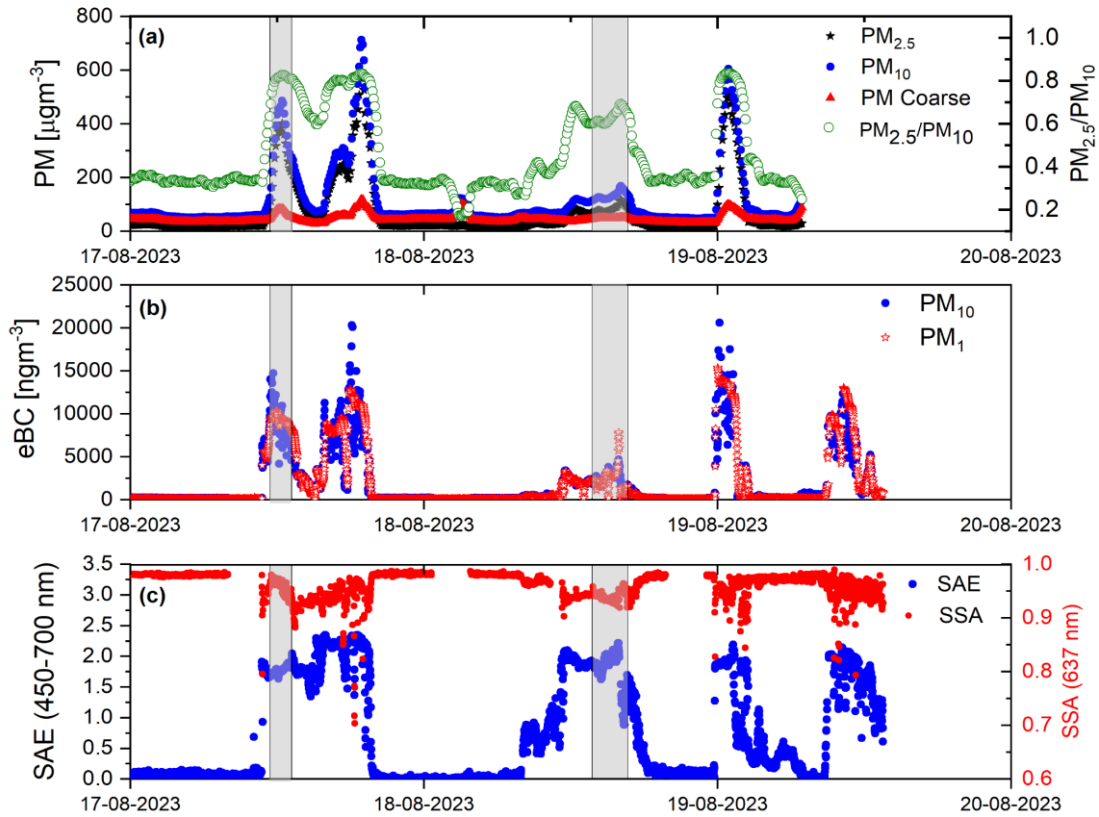 (a)
800
600
400
200
0
PM [µgm⁻³]
1.0
0.8
0.6
0.4
0.2
PM₂.₅/PM₁₀
PM₂.₅
PM₁₀
PM Coarse
PM₂.₅/PM₁₀
17-08-2023 18-08-2023 19-08-2023 20-08-2023
(b)
25000
20000
15000
10000
5000
0
eBC [ngm⁻³]
PM₁₀
PM₁
17-08-2023 18-08-2023 19-08-2023 20-08-2023
(c)
3.5
3.0
2.5
2.0
1.5
1.0
0.5
0.0
SAE (450-700 nm)
1.0
0.9
0.8
0.7
0.6
SSA (637 nm)
SAE
SSA
17-08-2023 18-08-2023 19-08-2023 20-08-2023